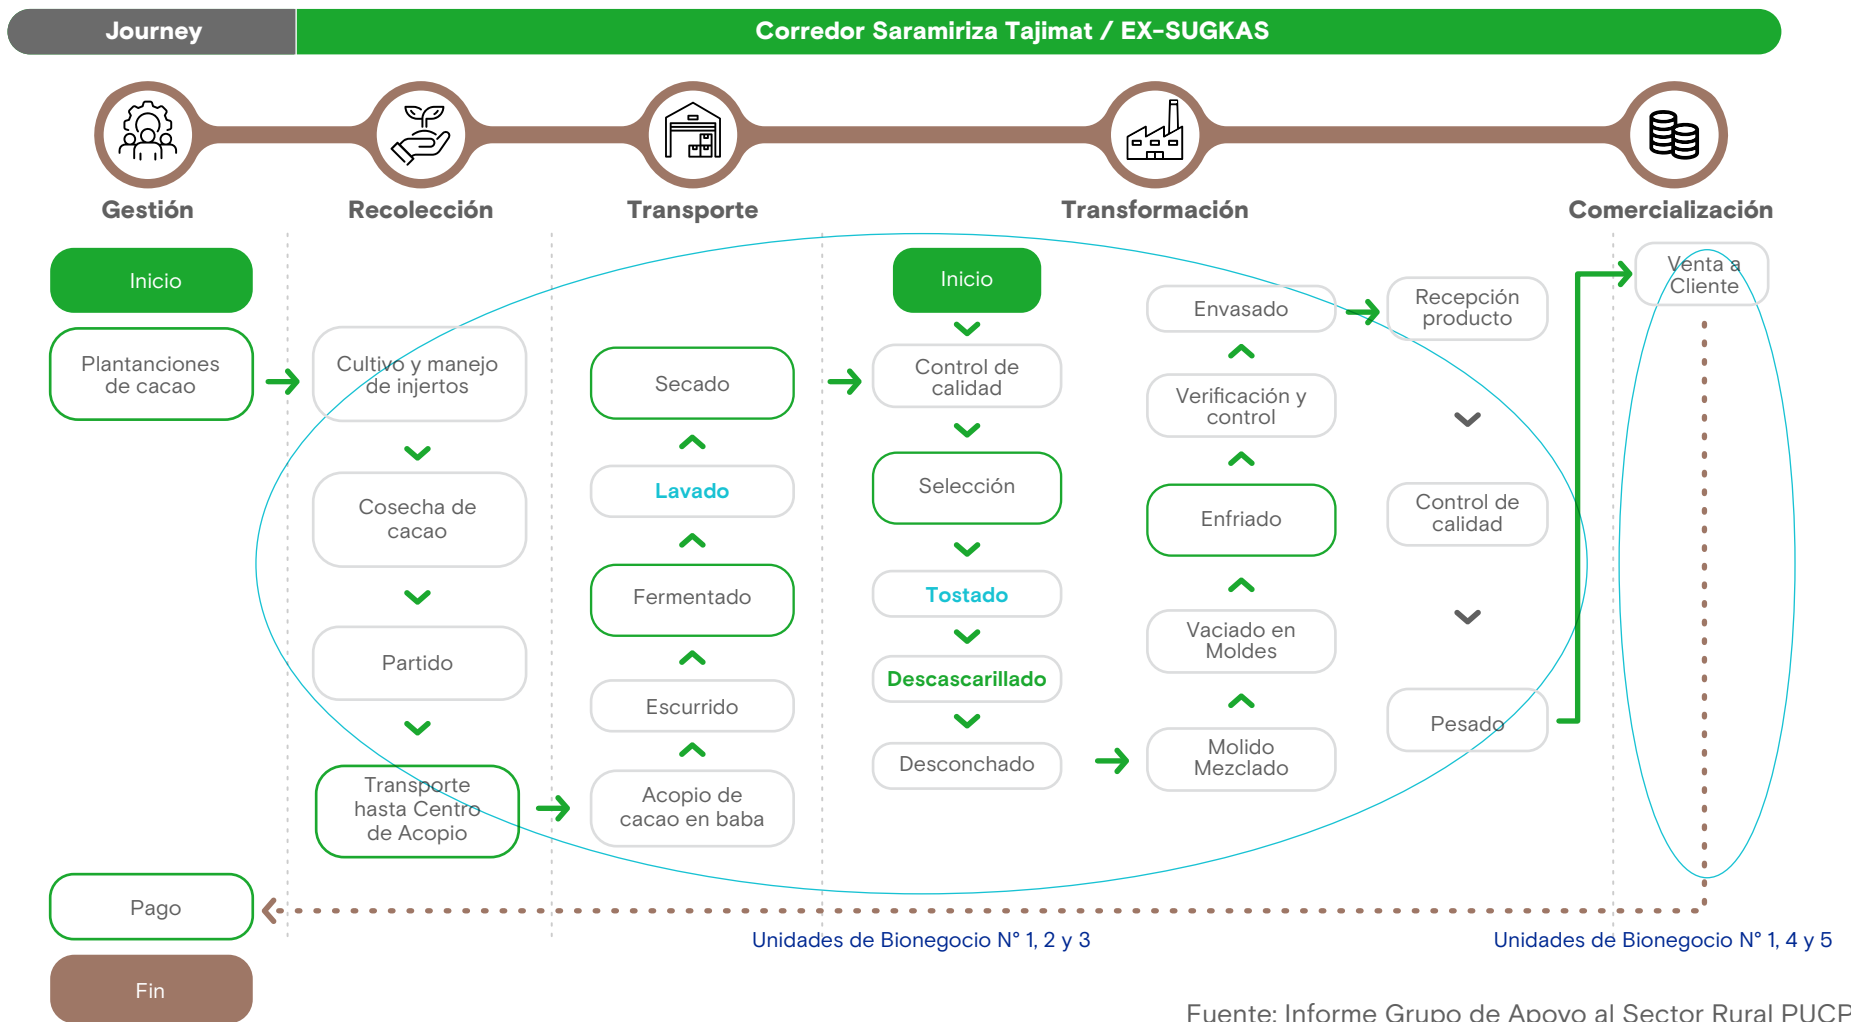 Journey
Corredor Saramiriza Tajimat / EX-SUGKAS
Gestión
Recolección
Transporte
Transformación
Comercialización
Inicio
Plantanciones
de cacao
Cultivo y manejo
de injertos
Cosecha de
cacao
Partido
Transporte
hasta Centro
de Acopio
Secado
Lavado
Fermentado
Escurrido
Acopio de
cacao en baba
Inicio
Control de
calidad
Selección
Tostado
Descascarillado
Desconchado
Envasado
Verificación y
control
Enfriado
Vaciado en
Moldes
Molido
Mezclado
Recepción
producto
Control de
calidad
Pesado
Venta a
Cliente
Pago
Fin
Unidades de Bionegocio N° 1, 2 y 3
Unidades de Bionegocio N° 1, 4 y 5
Fuente: Informe Grupo de Apoyo al Sector Rural PUCP